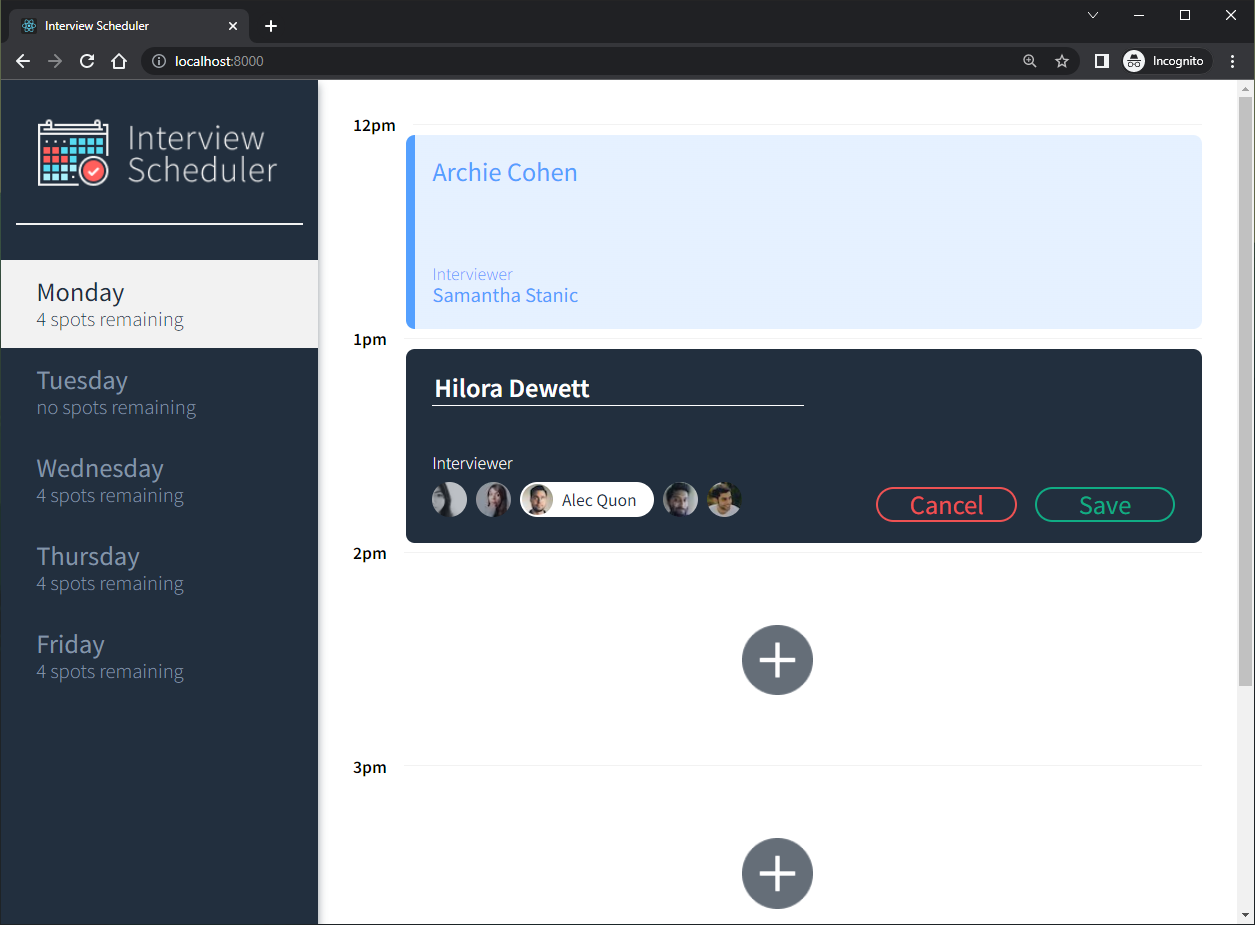 Interview Scheduler
localhost:8000
Incognito
Interview
Scheduler
Monday
4 spots remaining
Tuesday
no spots remaining
Wednesday
4 spots remaining
Thursday
4 spots remaining
Friday
4 spots remaining
12pm
Archie Cohen
Interviewer
Samantha Stanic
1pm
Hilora Dewett
Interviewer
Alec Quon
Cancel
Save
2pm
3pm